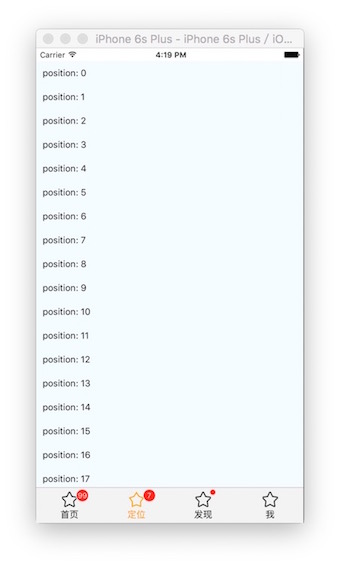 iPhone 6s Plus - iPhone 6s Plus / iO...
Carrier 4:19 PM
position: 0
position: 1
position: 2
position: 3
position: 4
position: 5
position: 6
position: 7
position: 8
position: 9
position: 10
position: 11
position: 12
position: 13
position: 14
position: 15
position: 16
position: 17
99 7
首页 定位 发现 我